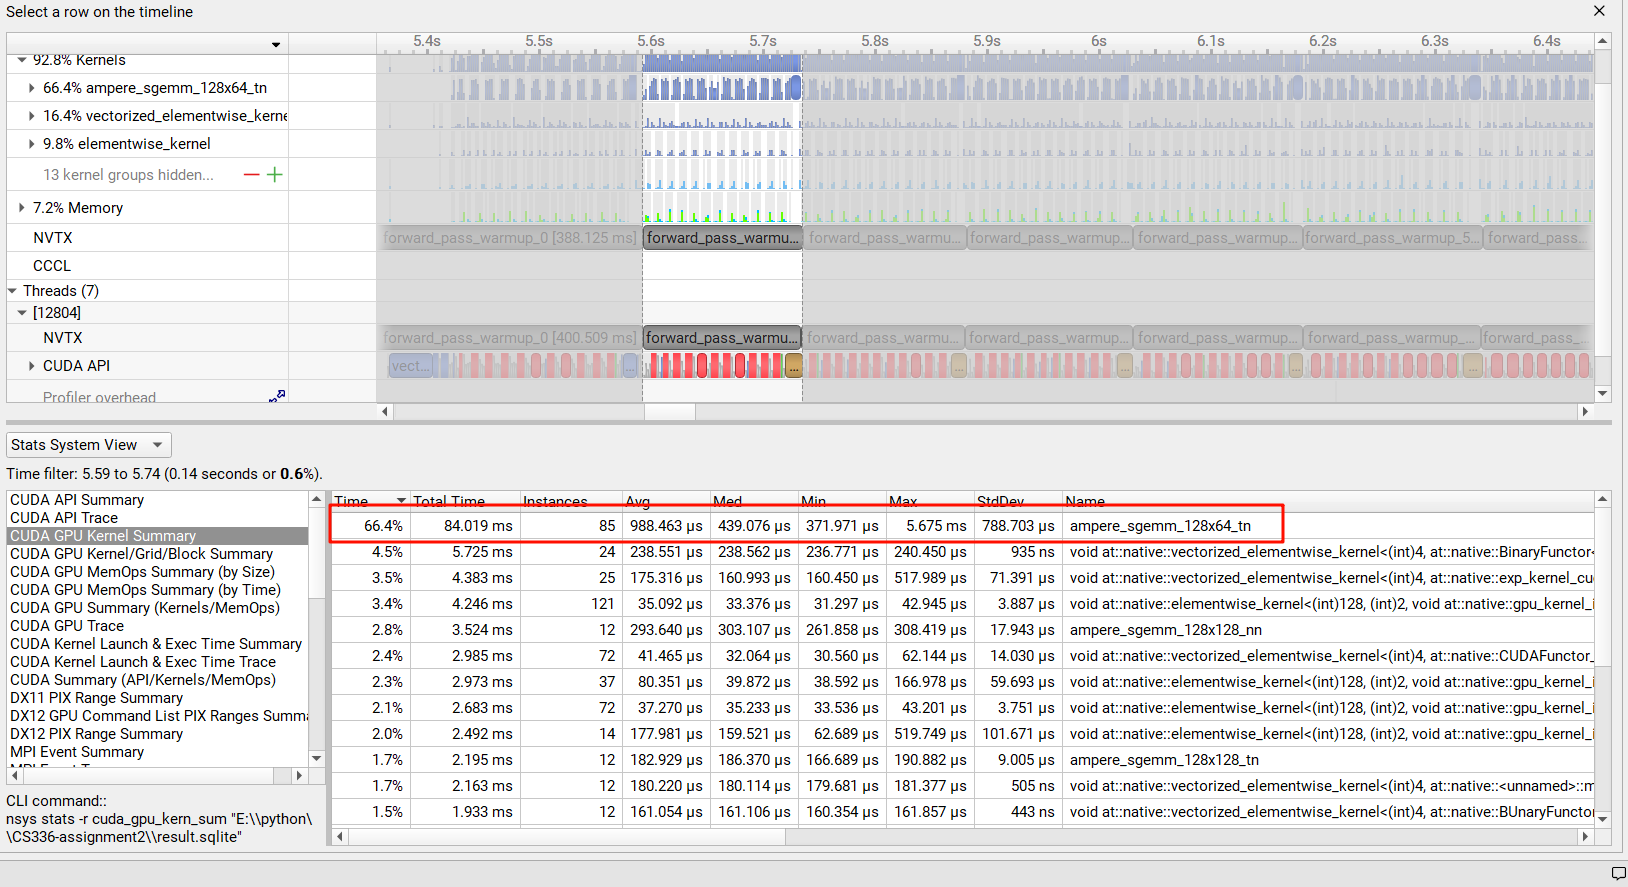 Select a row on the timeline
5.4s 5.5s 5.6s 5.7s 5.8s 5.9s 6s 6.1s 6.2s 6.3s 6.4s
92.8% Kernels
66.4% ampere_sgemm_128x64_tn
16.4% vectorized_elementwise_kerne
9.8% elementwise_kernel
13 kernel groups hidden...
7.2% Memory
NVTX forward_pass_warmup_0 [388.125 ms] forward_pass_warmu... forward_pass_warmu... forward_pass_warmup... forward_pass_warmup... forward_pass_warmup_5... forward_pass...
CCCL
Threads (7)
[12804]
NVTX forward_pass_warmup_0 [400.509 ms] forward_pass_warmu... forward_pass_warmu... forward_pass_warmup... forward_pass_warmup... forward_pass_warmup... forward_pass_...
CUDA API vect... ... ... ... ... ... ...
Profiler overhead
Stats System View
Time filter: 5.59 to 5.74 (0.14 seconds or 0.6%).
CUDA API Summary
CUDA API Trace
CUDA GPU Kernel Summary
CUDA GPU Kernel/Grid/Block Summary
CUDA GPU MemOps Summary (by Size)
CUDA GPU MemOps Summary (by Time)
CUDA GPU Summary (Kernels/MemOps)
CUDA GPU Trace
CUDA Kernel Launch & Exec Time Summary
CUDA Kernel Launch & Exec Time Trace
CUDA Summary (API/Kernels/MemOps)
DX11 PIX Range Summary
DX12 GPU Command List PIX Ranges Summa
DX12 PIX Range Summary
MPI Event Summary
CLI command::
nsys stats -r cuda_gpu_kern_sum "E:\\python\
\CS336-assignment2\\result.sqlite"
Time Total Time Instances Avg Med Min Max StdDev Name
66.4% 84.019 ms 85 988.463 μs 439.076 μs 371.971 μs 5.675 ms 788.703 μs ampere_sgemm_128x64_tn
4.5% 5.725 ms 24 238.551 μs 238.562 μs 236.771 μs 240.450 μs 935 ns void at::native::vectorized_elementwise_kernel<(int)4, at::native::BinaryFunctor<
3.5% 4.383 ms 25 175.316 μs 160.993 μs 160.450 μs 517.989 μs 71.391 μs void at::native::vectorized_elementwise_kernel<(int)4, at::native::exp_kernel_cu
3.4% 4.246 ms 121 35.092 μs 33.376 μs 31.297 μs 42.945 μs 3.887 μs void at::native::elementwise_kernel<(int)128, (int)2, void at::native::gpu_kernel_i
2.8% 3.524 ms 12 293.640 μs 303.107 μs 261.858 μs 308.419 μs 17.943 μs ampere_sgemm_128x128_nn
2.4% 2.985 ms 72 41.465 μs 32.064 μs 30.560 μs 62.144 μs 14.030 μs void at::native::vectorized_elementwise_kernel<(int)4, at::native::CUDAFunctor_
2.3% 2.973 ms 37 80.351 μs 39.872 μs 38.592 μs 166.978 μs 59.693 μs void at::native::elementwise_kernel<(int)128, (int)2, void at::native::gpu_kernel_i
2.1% 2.683 ms 72 37.270 μs 35.233 μs 33.536 μs 43.201 μs 3.751 μs void at::native::elementwise_kernel<(int)128, (int)2, void at::native::gpu_kernel_i
2.0% 2.492 ms 14 177.981 μs 159.521 μs 62.689 μs 519.749 μs 101.671 μs void at::native::elementwise_kernel<(int)128, (int)2, void at::native::gpu_kernel_i
1.7% 2.195 ms 12 182.929 μs 186.370 μs 166.689 μs 190.882 μs 9.005 μs ampere_sgemm_128x128_tn
1.7% 2.163 ms 12 180.220 μs 180.114 μs 179.681 μs 181.377 μs 505 ns void at::native::vectorized_elementwise_kernel<(int)4, at::native::<unnamed>::m
1.5% 1.933 ms 12 161.054 μs 161.106 μs 160.354 μs 161.857 μs 443 ns void at::native::vectorized_elementwise_kernel<(int)4, at::native::BUnaryFunctor